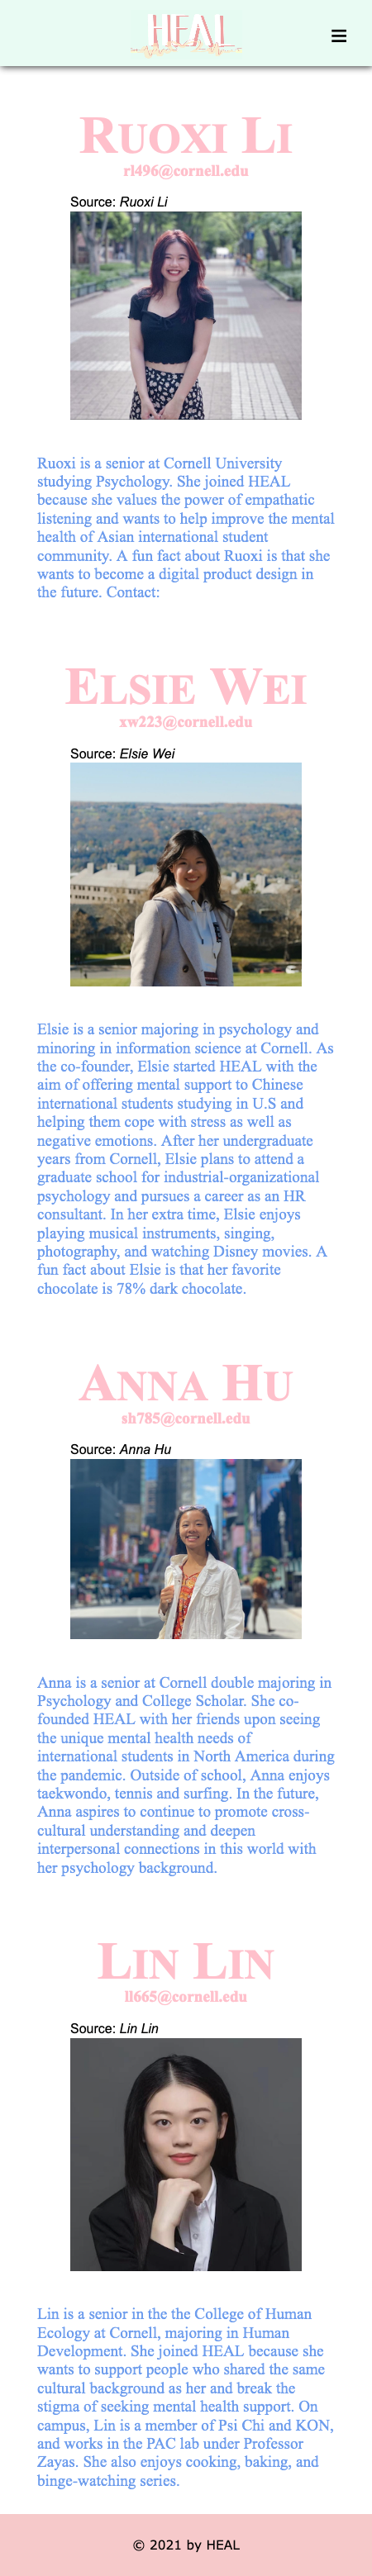 HEAL
RUOXI LI
rl496@cornell.edu
Source: Ruoxi Li
Ruoxi is a senior at Cornell University
studying Psychology. She joined HEAL
because she values the power of empathatic
listening and wants to help improve the mental
health of Asian international student
community. A fun fact about Ruoxi is that she
wants to become a digital product design in
the future. Contact:
ELSIE WEI
xw223@cornell.edu
Source: Elsie Wei
Elsie is a senior majoring in psychology and
minoring in information science at Cornell. As
the co-founder, Elsie started HEAL with the
aim of offering mental support to Chinese
international students studying in U.S and
helping them cope with stress as well as
negative emotions. After her undergraduate
years from Cornell, Elsie plans to attend a
graduate school for industrial-organizational
psychology and pursues a career as an HR
consultant. In her extra time, Elsie enjoys
playing musical instruments, singing,
photography, and watching Disney movies. A
fun fact about Elsie is that her favorite
chocolate is 78% dark chocolate.
ANNA HU
sh785@cornell.edu
Source: Anna Hu
Anna is a senior at Cornell double majoring in
Psychology and College Scholar. She co-
founded HEAL with her friends upon seeing
the unique mental health needs of
international students in North America during
the pandemic. Outside of school, Anna enjoys
taekwondo, tennis and surfing. In the future,
Anna aspires to continue to promote cross-
cultural understanding and deepen
interpersonal connections in this world with
her psychology background.
LIN LIN
ll665@cornell.edu
Source: Lin Lin
Lin is a senior in the the College of Human
Ecology at Cornell, majoring in Human
Development. She joined HEAL because she
wants to support people who shared the same
cultural background as her and break the
stigma of seeking mental health support. On
campus, Lin is a member of Psi Chi and KON,
and works in the PAC lab under Professor
Zayas. She also enjoys cooking, baking, and
binge-watching series.
© 2021 by HEAL